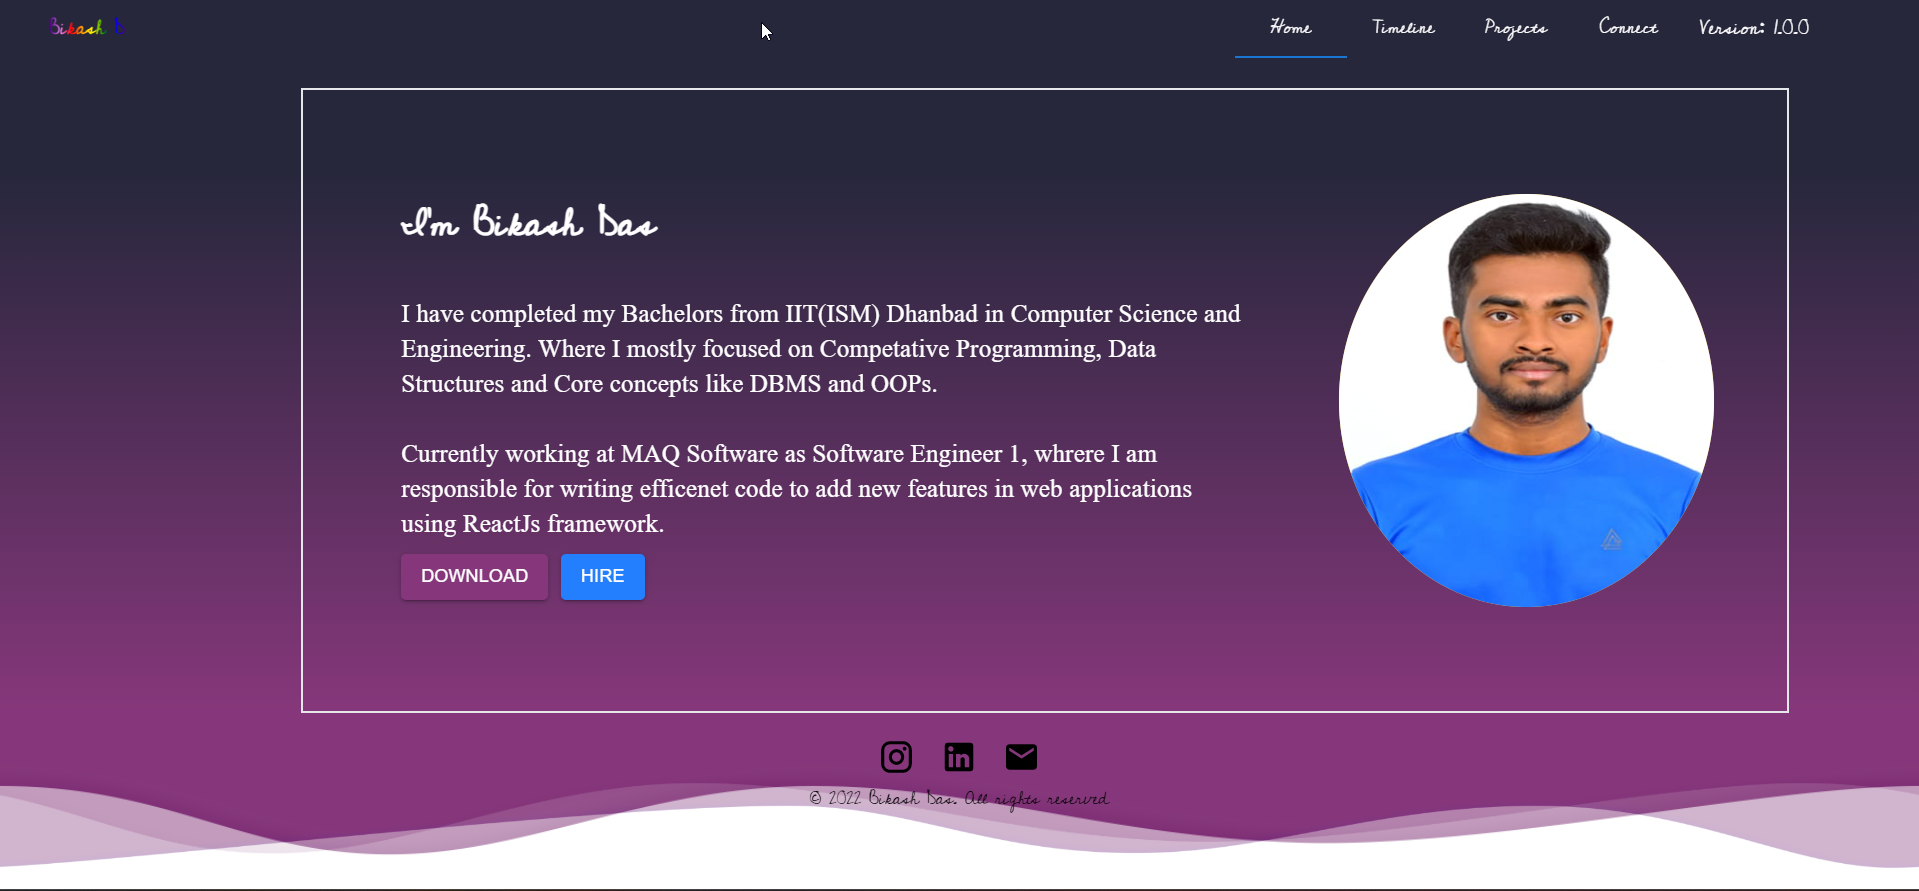 Bikash D
Home Timeline Projects Connect Version: 1.0.0
I'm Bikash Das
I have completed my Bachelors from IIT(ISM) Dhanbad in Computer Science and
Engineering. Where I mostly focused on Competative Programming, Data
Structures and Core concepts like DBMS and OOPs.
Currently working at MAQ Software as Software Engineer 1, whrere I am
responsible for writing efficenet code to add new features in web applications
using ReactJs framework.
DOWNLOAD HIRE
in
© 2022 Bikash Das. All rights reserved